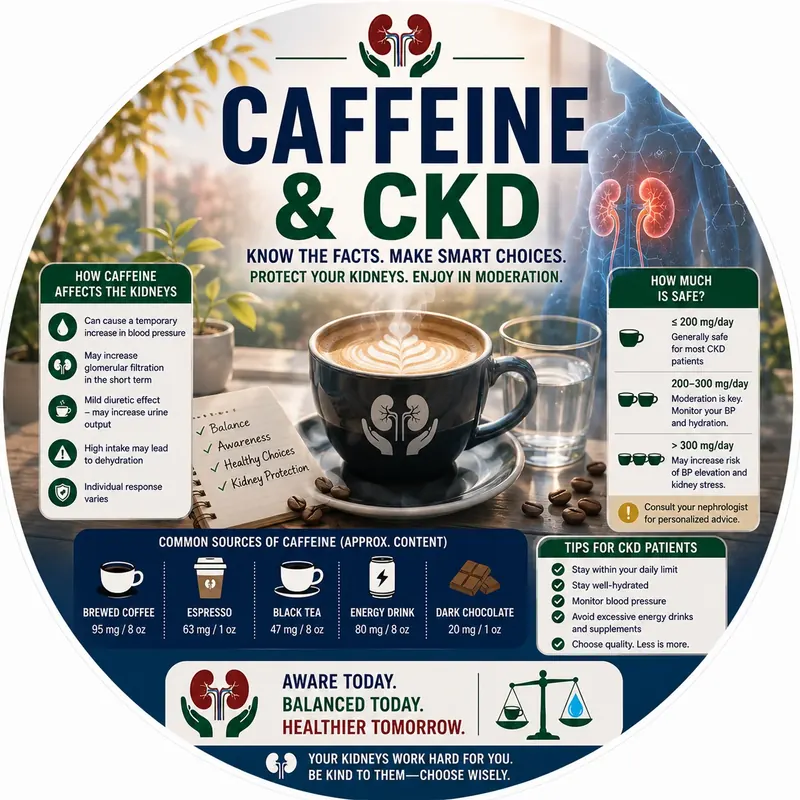 CAFFEINE
& CKD
KNOW THE FACTS. MAKE SMART CHOICES.
PROTECT YOUR KIDNEYS. ENJOY IN MODERATION.
HOW CAFFEINE
AFFECTS THE KIDNEYS
Can cause a temporary
increase in blood pressure
May increase
glomerular filtration
in the short term
Mild diuretic effect
– may increase urine
output
High intake may lead
to dehydration
Individual response
varies
Balance
Awareness
Healthy Choices
Kidney Protection
HOW MUCH
IS SAFE?
≤ 200 mg/day
Generally safe
for most CKD
patients
200–300 mg/day
Moderation is key.
Monitor your BP
and hydration.
> 300 mg/day
May increase risk
of BP elevation and
kidney stress.
Consult your nephrologist
for personalized advice.
COMMON SOURCES OF CAFFEINE (APPROX. CONTENT)
BREWED COFFEE
95 mg / 8 oz
ESPRESSO
63 mg / 1 oz
BLACK TEA
47 mg / 8 oz
ENERGY DRINK
80 mg / 8 oz
DARK CHOCOLATE
20 mg / 1 oz
TIPS FOR CKD PATIENTS
Stay within your daily limit
Stay well-hydrated
Monitor blood pressure
Avoid excessive energy drinks
and supplements
Choose quality. Less is more.
AWARE TODAY.
BALANCED TODAY.
HEALTHIER TOMORROW.
YOUR KIDNEYS WORK HARD FOR YOU.
BE KIND TO THEM—CHOOSE WISELY.